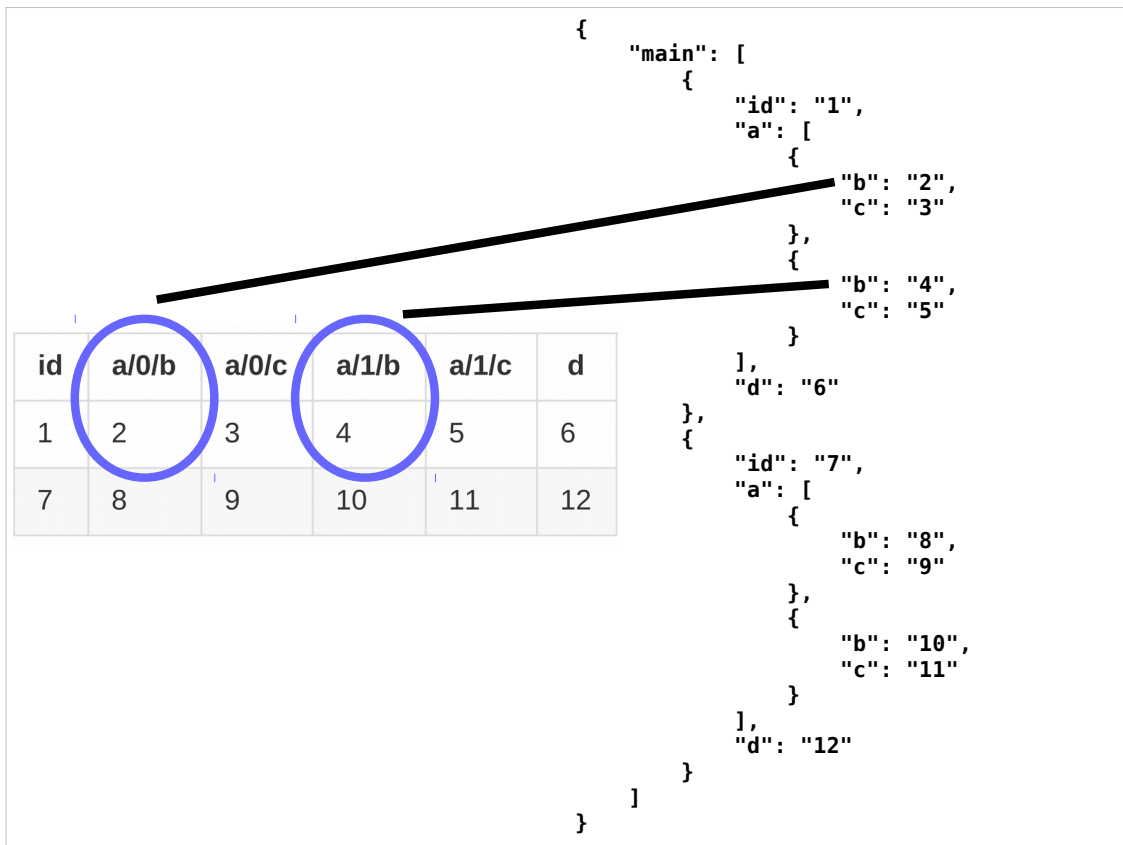 {
"main": [
{
"id": "1",
"a": [
{
"b": "2",
"c": "3"
},
{
"b": "4",
"c": "5"
}
],
"d": "6"
},
{
"id": "7",
"a": [
{
"b": "8",
"c": "9"
},
{
"b": "10",
"c": "11"
}
],
"d": "12"
}
]
}
id a/0/b a/0/c a/1/b a/1/c d
1 2 3 4 5 6
7 8 9 10 11 12